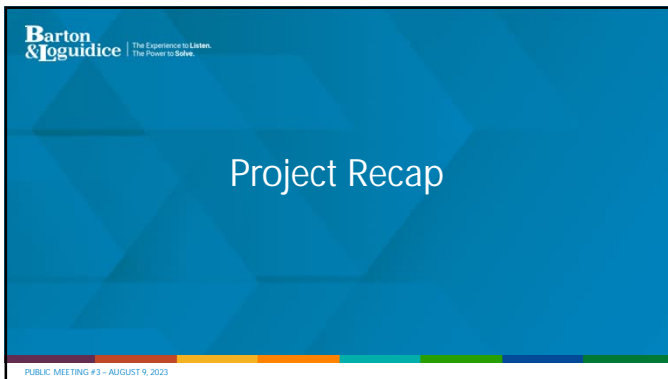 Barton
& Loguidice
The Experience to Listen.
The Power to Solve.
Project Recap
PUBLIC MEETING #3 – AUGUST 9, 2023